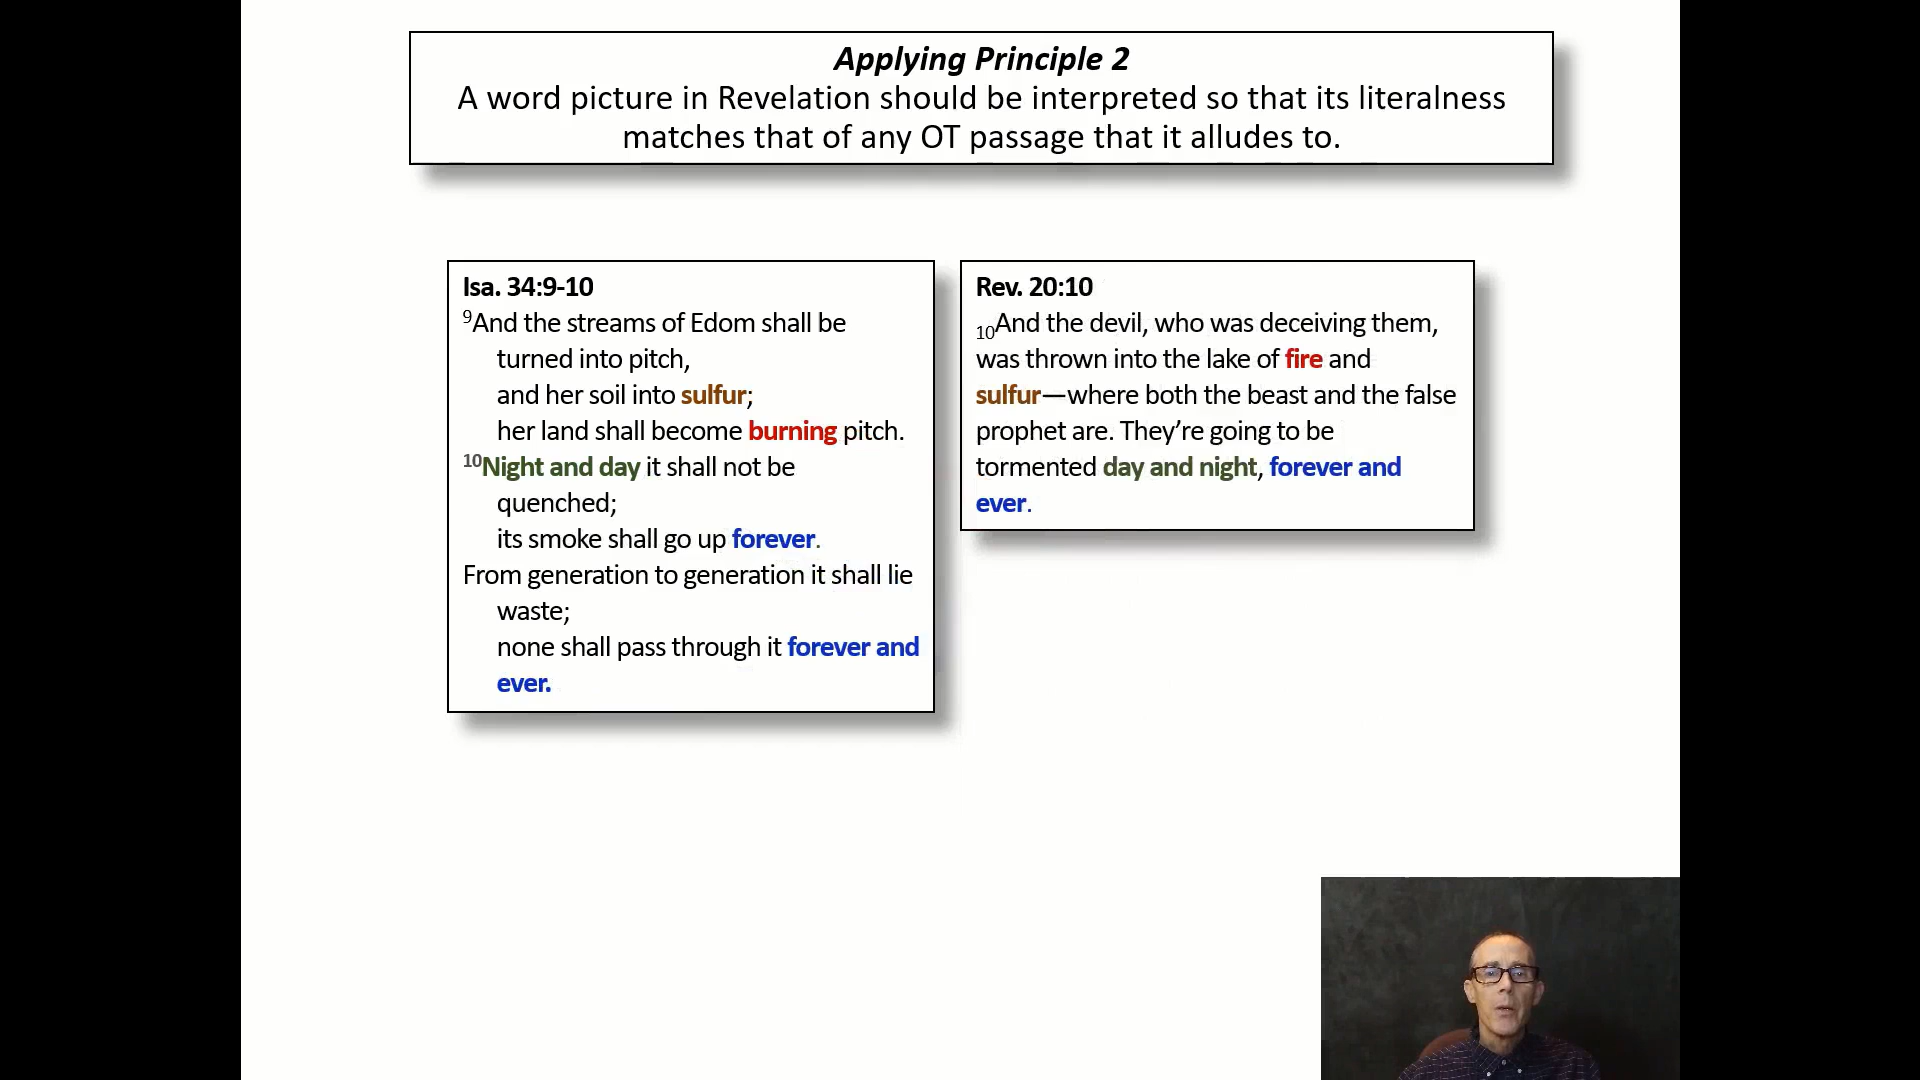 Applying Principle 2
A word picture in Revelation should be interpreted so that its literalness
matches that of any OT passage that it alludes to.
Isa. 34:9-10
9And the streams of Edom shall be
turned into pitch,
and her soil into sulfur;
her land shall become burning pitch.
10Night and day it shall not be
quenched;
its smoke shall go up forever.
From generation to generation it shall lie
waste;
none shall pass through it forever and
ever.
Rev. 20:10
10And the devil, who was deceiving them,
was thrown into the lake of fire and
sulfur—where both the beast and the false
prophet are. They’re going to be
tormented day and night, forever and
ever.